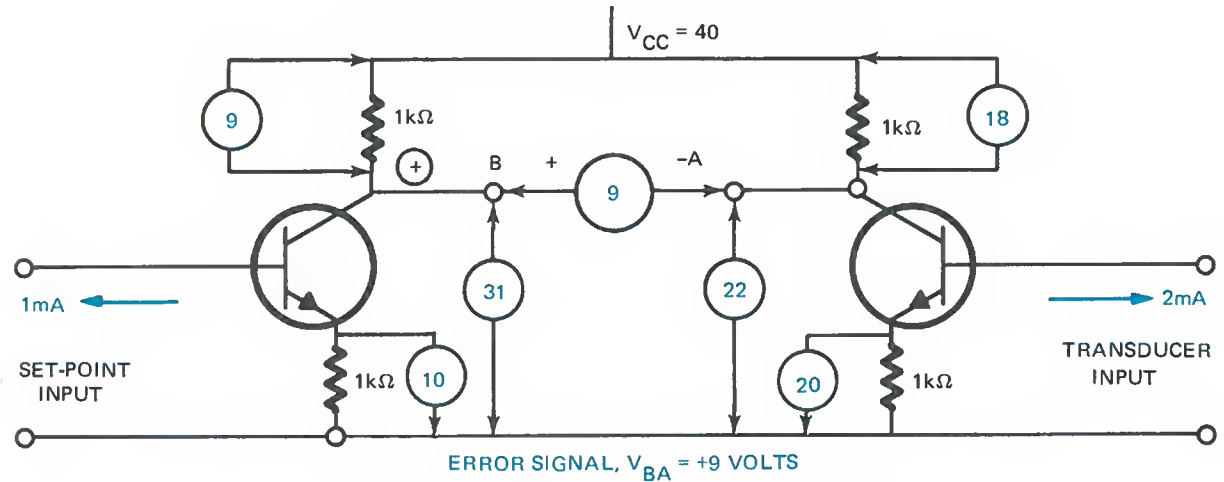 V_CC = 40
9
1kΩ
1kΩ
18
+
B
+
9
–A
1mA
31
22
2mA
SET-POINT
INPUT
1kΩ
10
20
1kΩ
TRANSDUCER
INPUT
ERROR SIGNAL, V_BA = +9 VOLTS